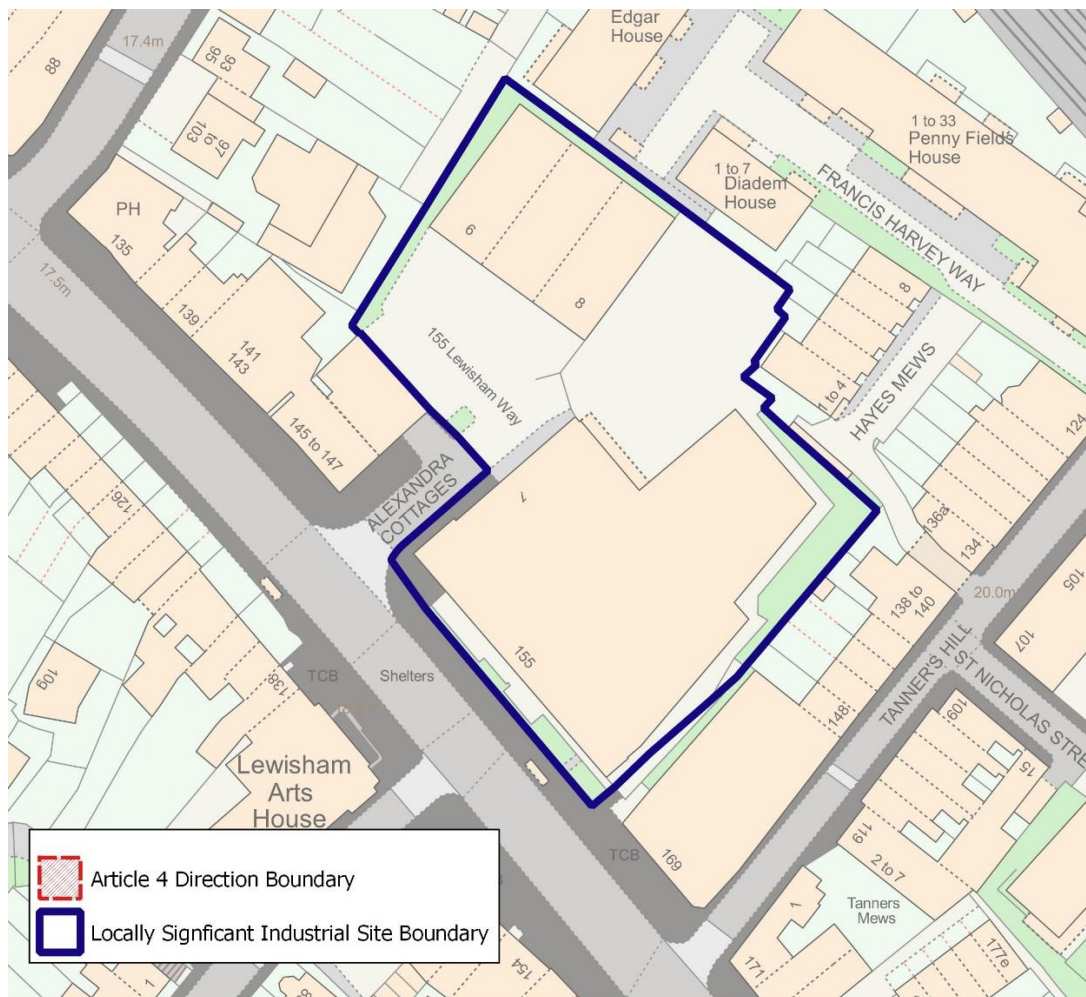 Edgar
House
17.4m
88
95
93
103
97 to
1 to 33
Penny Fields
House
1 to 7
Diadem
House
FRANCIS HARVEY WAY
PH
135
6
8
8
17.5m
139
141
143
155 Lewisham Way
1 to 4
HAYES MEWS
124
145 to 147
ALEXANDRA
COTTAGES
7
126
136a
134
138 to
140
20.0m
105
107
109
155
TCB
Shelters
138
148
TANNER'S HILL
ST NICHOLAS STRE
109
15
Lewisham
Arts
House
119
2 to 7
TCB
169
Tanners
Mews
1
171
177e
154
1
8
Article 4 Direction Boundary
Locally Signficant Industrial Site Boundary